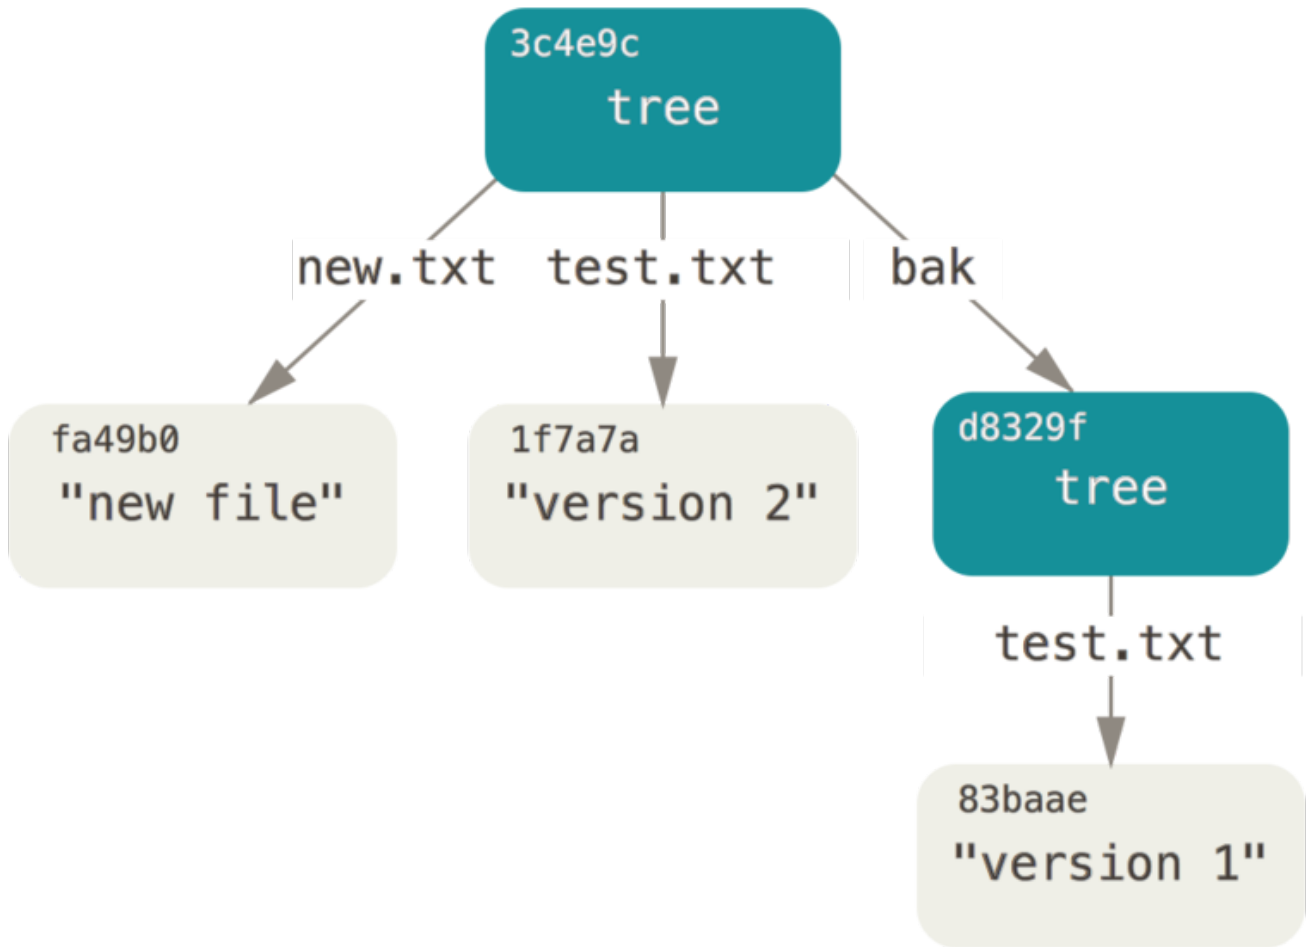 3c4e9c
tree
new.txt test.txt bak
fa49b0
"new file"
1f7a7a
"version 2"
d8329f
tree
test.txt
83baae
"version 1"